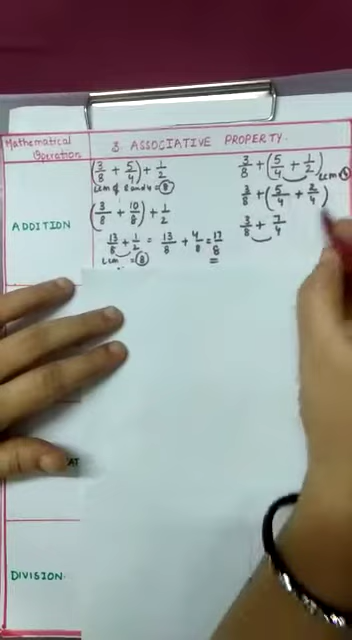 Mathematical Operation
3. ASSOCIATIVE PROPERTY.
ADDITION
(3/8 + 5/4) + 1/2
LCM of 8 and 4 = 8
(3/8 + 10/8) + 1/2
13/8 + 1/2 = 13/8 + 4/8 = 17/8
LCM = 8
3/8 + (5/4 + 1/2)
LCM 4
3/8 + (5/4 + 2/4)
3/8 + 7/4
DIVISION.